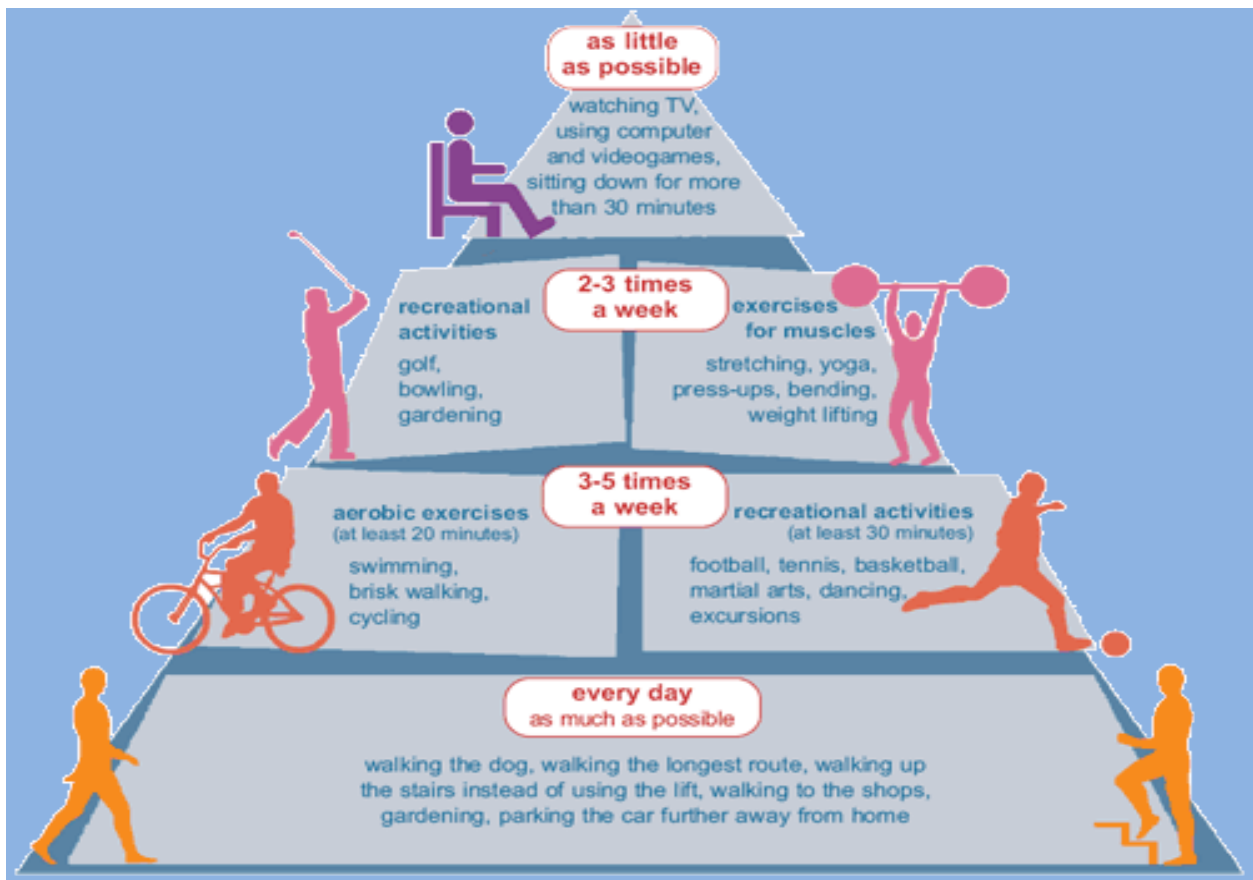 as little
as possible
watching TV,
using computer
and videogames,
sitting down for more
than 30 minutes
2-3 times
a week
recreational
activities
golf,
bowling,
gardening
exercises
for muscles
stretching, yoga,
press-ups, bending,
weight lifting
3-5 times
a week
aerobic exercises
(at least 20 minutes)
swimming,
brisk walking,
cycling
recreational activities
(at least 30 minutes)
football, tennis, basketball,
martial arts, dancing,
excursions
every day
as much as possible
walking the dog, walking the longest route, walking up
the stairs instead of using the lift, walking to the shops,
gardening, parking the car further away from home